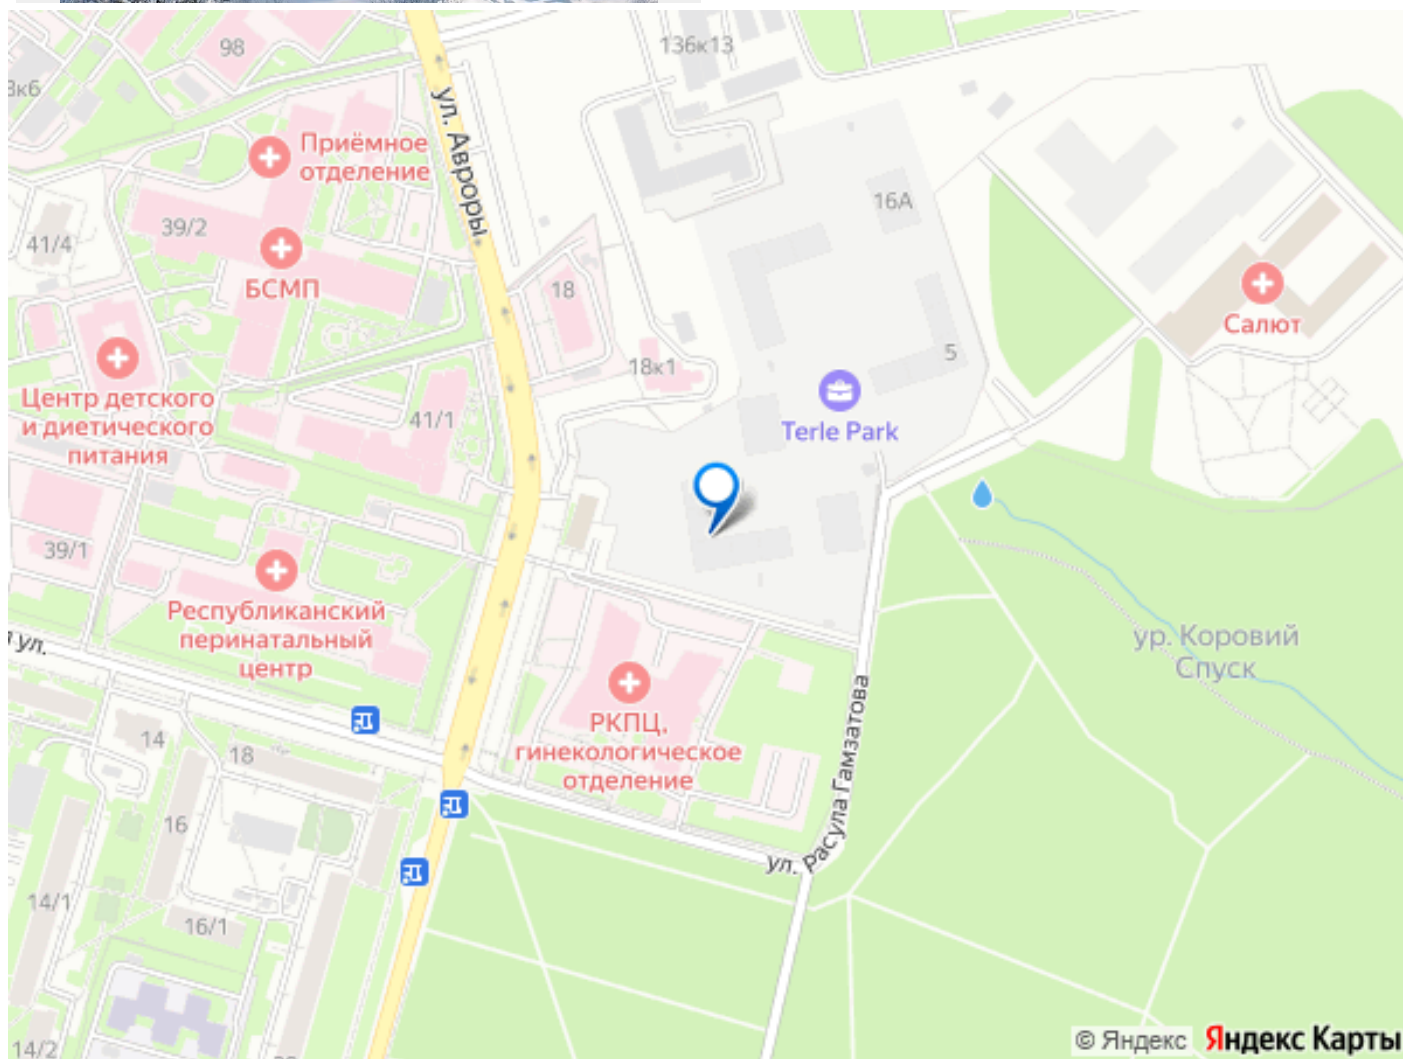 98
136к13
3к6
ул. Авроры
Приёмное
отделение
39/2
41/4
БСМП
18
16А
Салют
18к1
5
Центр детского
и диетического
питания
41/1
Terle Park
39/1
Республиканский
перинатальный
центр
ул.
ур. Коровий
Спуск
РКПЦ,
гинекологическое
отделение
14
18
16
ул. Расула Гамзатова
14/1
16/1
14/2
© Яндекс Яндекс Карты